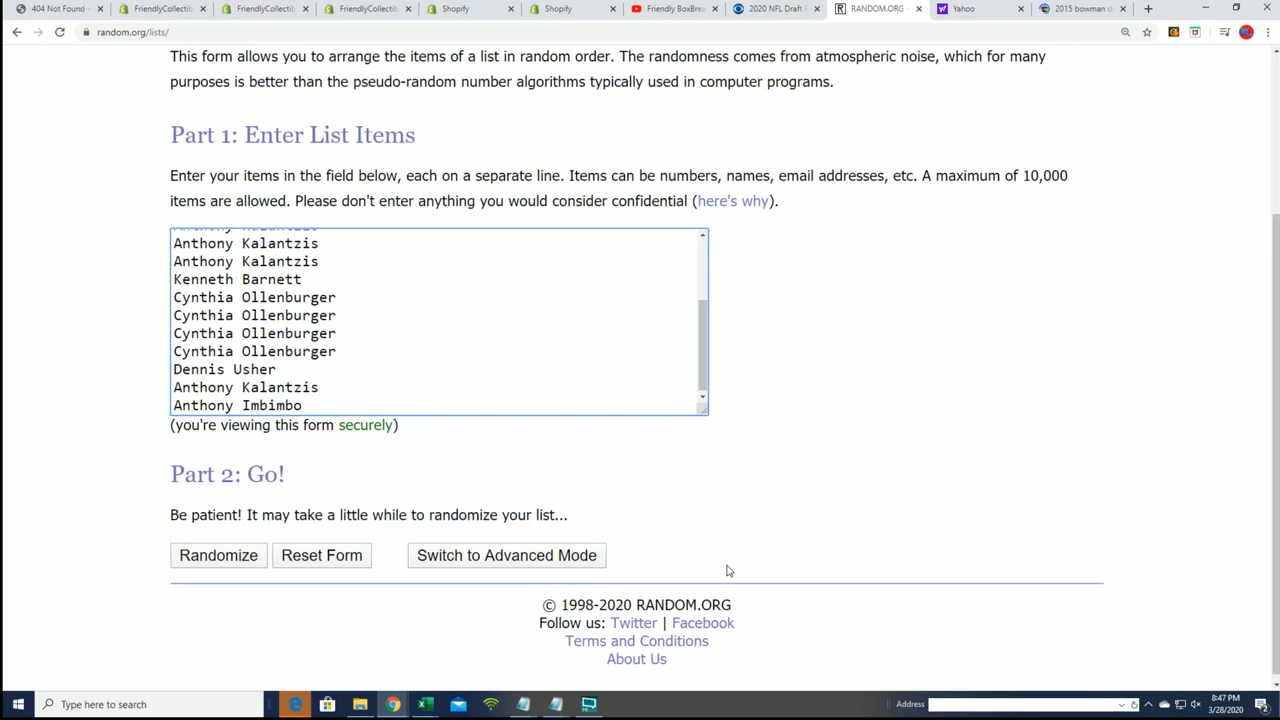 404 Not Found -
FriendlyCollectib
FriendlyCollectib
FriendlyCollectib
Shopify
Shopify
Friendly BoxBrea
2020 NFL Draft P
RANDOM.ORG -
Yahoo
2015 bowman d
random.org/lists/
This form allows you to arrange the items of a list in random order. The randomness comes from atmospheric noise, which for many
purposes is better than the pseudo-random number algorithms typically used in computer programs.
Part 1: Enter List Items
Enter your items in the field below, each on a separate line. Items can be numbers, names, email addresses, etc. A maximum of 10,000
items are allowed. Please don't enter anything you would consider confidential (here's why).
Anthony Kalantzis
Anthony Kalantzis
Anthony Kalantzis
Kenneth Barnett
Cynthia Ollenburger
Cynthia Ollenburger
Cynthia Ollenburger
Cynthia Ollenburger
Dennis Usher
Anthony Kalantzis
Anthony Imbimbo
(you're viewing this form securely)
Part 2: Go!
Be patient! It may take a little while to randomize your list...
Randomize
Reset Form
Switch to Advanced Mode
© 1998-2020 RANDOM.ORG
Follow us: Twitter | Facebook
Terms and Conditions
About Us
Type here to search
Address
8:47 PM
3/28/2020